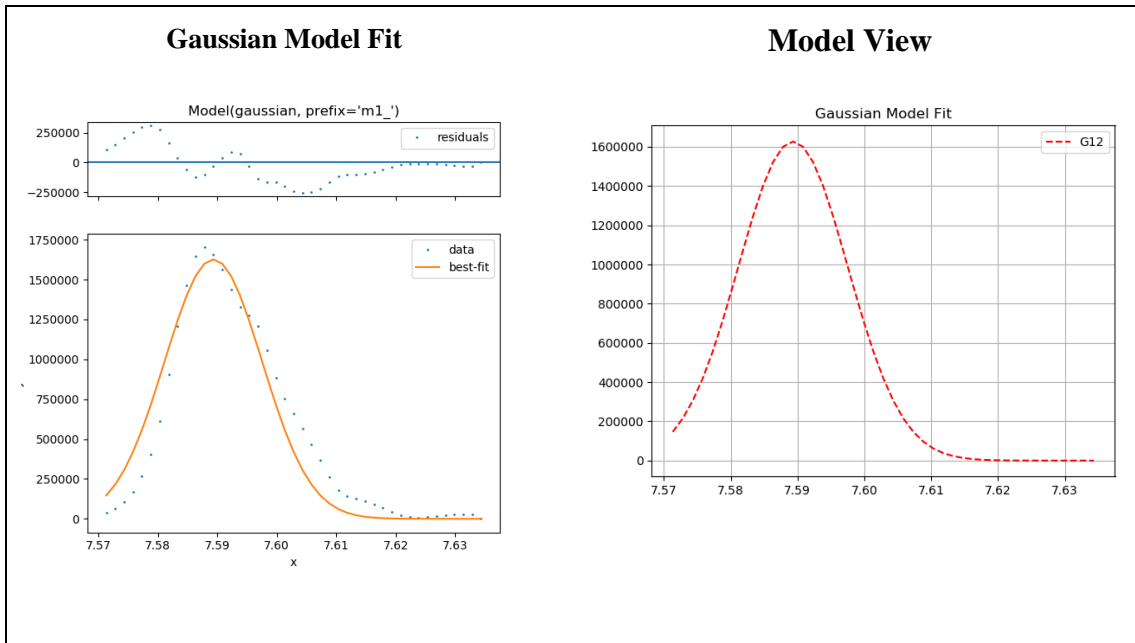 Gaussian Model Fit
Model(gaussian, prefix='m1_')
250000
0
−250000
residuals
1750000
1500000
1250000
1000000
750000
500000
250000
0
data
best-fit
7.57 7.58 7.59 7.60 7.61 7.62 7.63
x
Model View
Gaussian Model Fit
1600000
1400000
1200000
1000000
800000
600000
400000
200000
0
G12
7.57 7.58 7.59 7.60 7.61 7.62 7.63